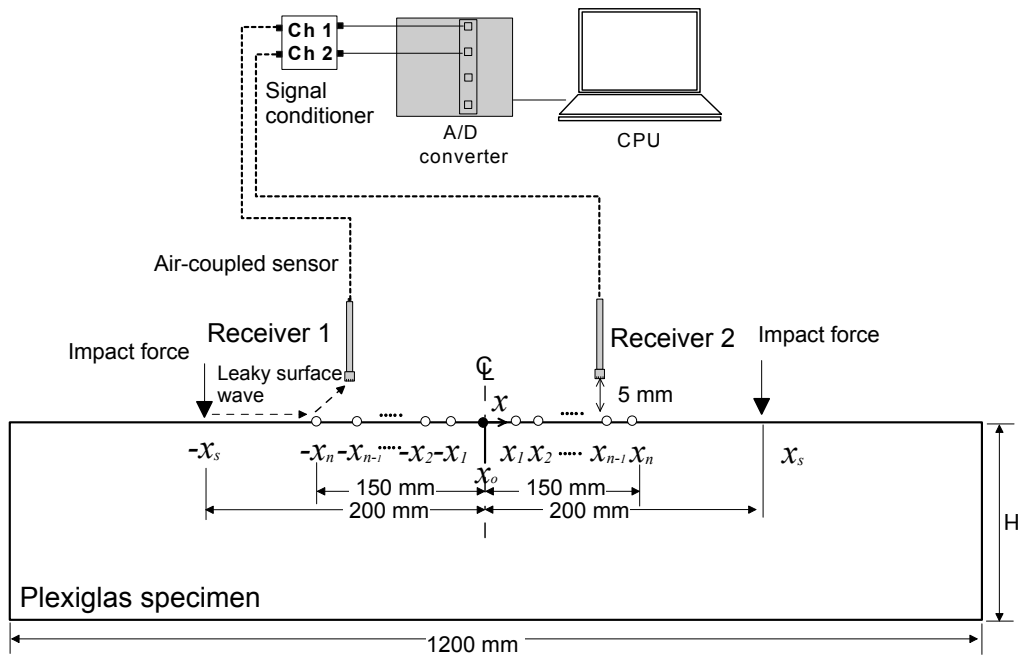 Ch 1
Ch 2
Signal
conditioner
A/D
converter
CPU
Air-coupled sensor
Receiver 1
Receiver 2
Impact force
Impact force
Leaky surface
wave
℄
5 mm
x
-xₛ
-xₙ -xₙ₋₁ ····· -x₂ -x₁
x₁ x₂ ····· xₙ₋₁ xₙ
xₛ
xₒ
150 mm
150 mm
200 mm
200 mm
H
Plexiglas specimen
1200 mm